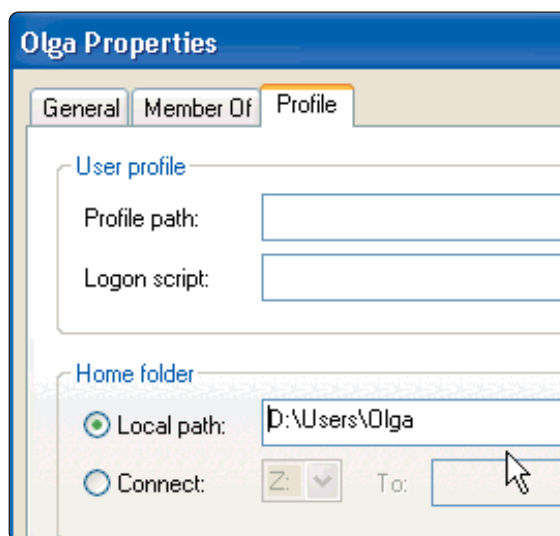 Olga Properties
General Member Of Profile
User profile
Profile path:
Logon script:
Home folder
Local path: D:\Users\Olga
Connect: Z: To: